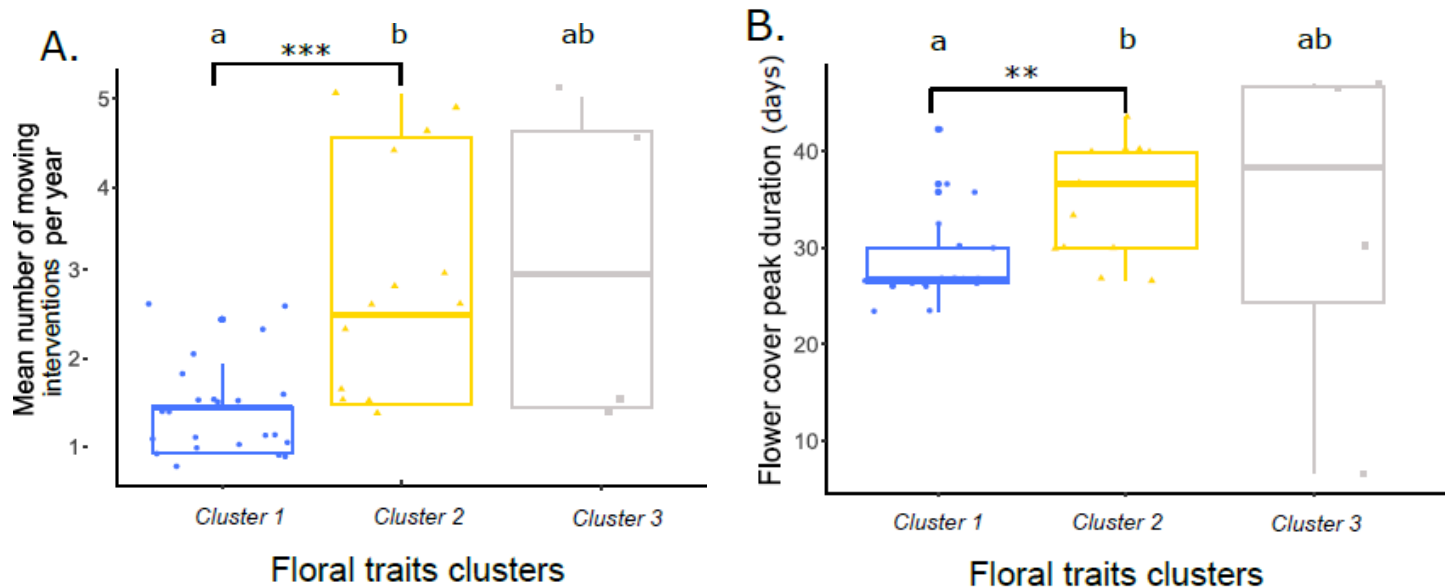 A.
a
b
ab
***
Mean number of mowing
interventions per year
5-
4-
3-
2-
1-
Cluster 1
Cluster 2
Cluster 3
Floral traits clusters
B.
a
b
ab
**
Flower cover peak duration (days)
40-
30-
20-
10-
Cluster 1
Cluster 2
Cluster 3
Floral traits clusters